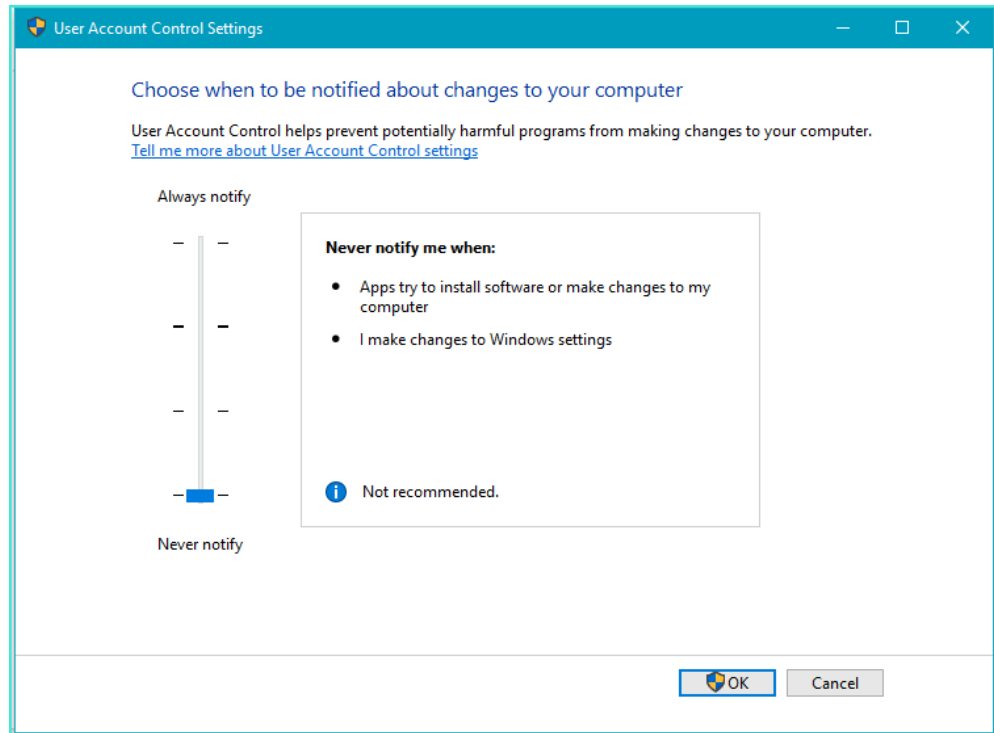 User Account Control Settings
Choose when to be notified about changes to your computer
User Account Control helps prevent potentially harmful programs from making changes to your computer.
Tell me more about User Account Control settings
Always notify
Never notify me when:
Apps try to install software or make changes to my
computer
I make changes to Windows settings
Not recommended.
Never notify
OK
Cancel